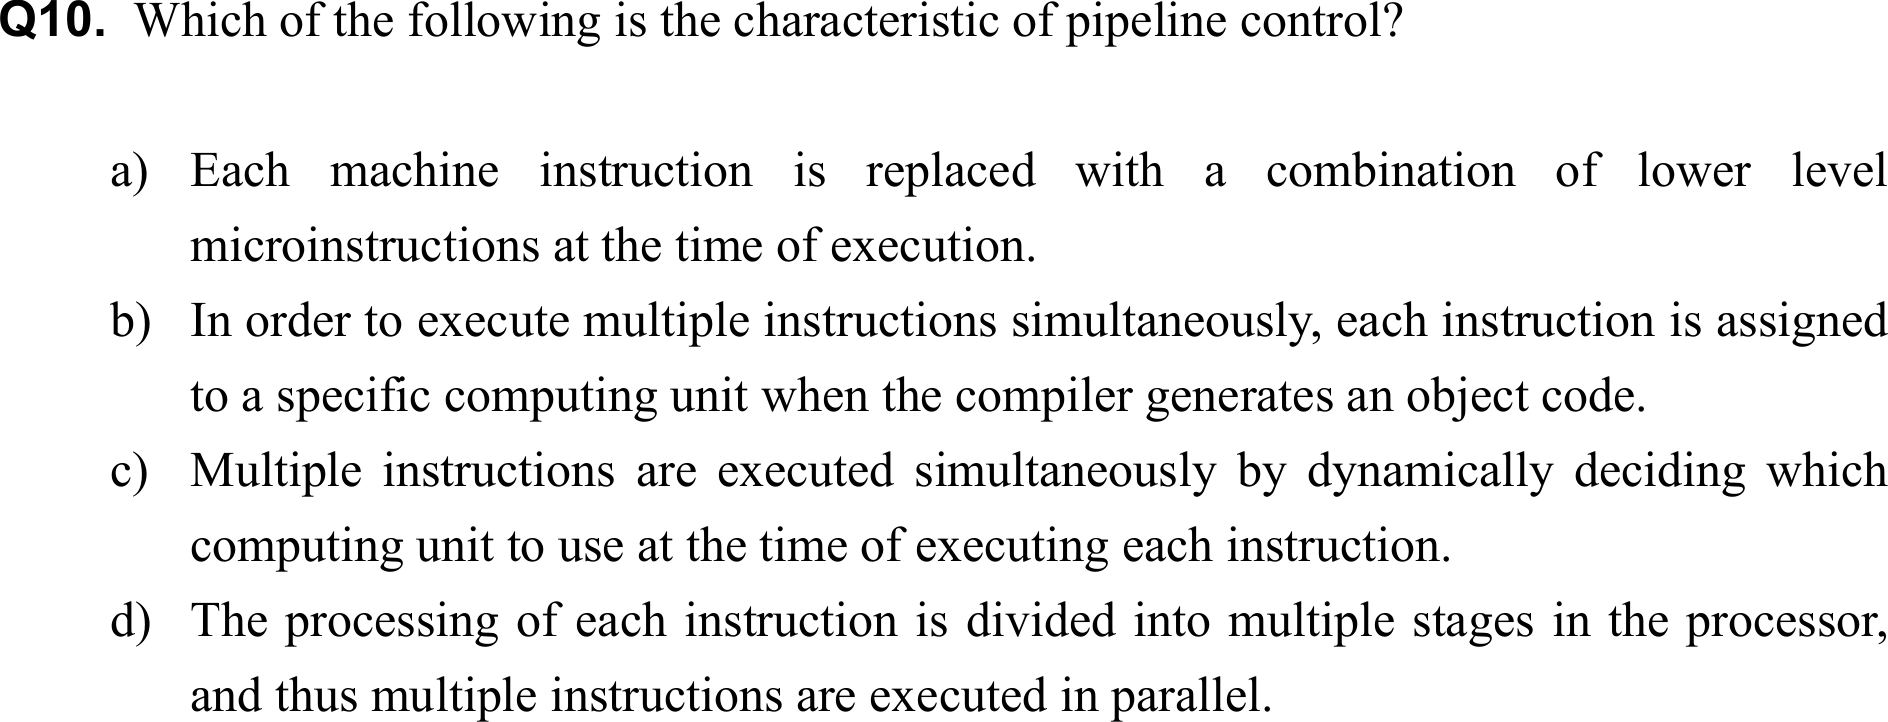 Q10. Which of the following is the characteristic of pipeline control?
a) Each machine instruction is replaced with a combination of lower level
microinstructions at the time of execution.
b) In order to execute multiple instructions simultaneously, each instruction is assigned
to a specific computing unit when the compiler generates an object code.
c) Multiple instructions are executed simultaneously by dynamically deciding which
computing unit to use at the time of executing each instruction.
d) The processing of each instruction is divided into multiple stages in the processor,
and thus multiple instructions are executed in parallel.